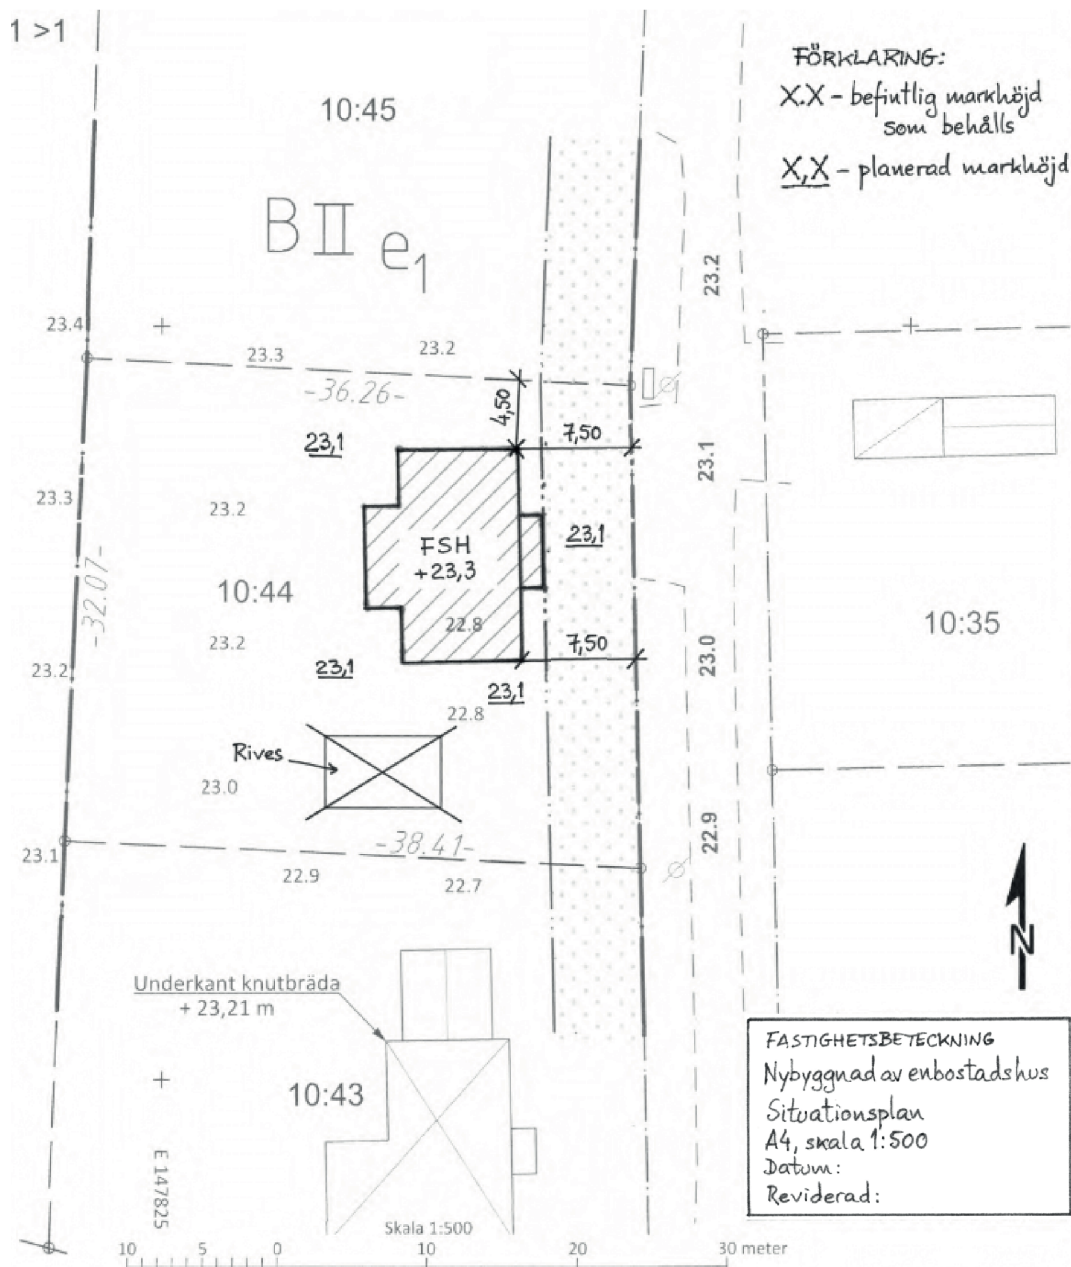 1 >1
FÖRKLARING:
X.X - befintlig markhöjd
som behålls
X,X - planerad markhöjd
10:45
B II e1
23.2
23.4
23.3
23.2
-36.26-
4,50
7,50
23,1
23.1
23.3
23.2
FSH
+23,3
23,1
-32.07-
10:44
10:35
22.8
23.2
7,50
23.0
23.2
23,1
23,1
22.8
Rives
23.0
22.9
-38.41-
23.1
22.9
22.7
N
Underkant knutbräda
+ 23,21 m
10:43
E 147825
FASTIGHETSBETECKNING
Nybyggnad av enbostadshus
Situationsplan
A4, skala 1:500
Datum:
Reviderad:
Skala 1:500
10 5 0 10 20 30 meter